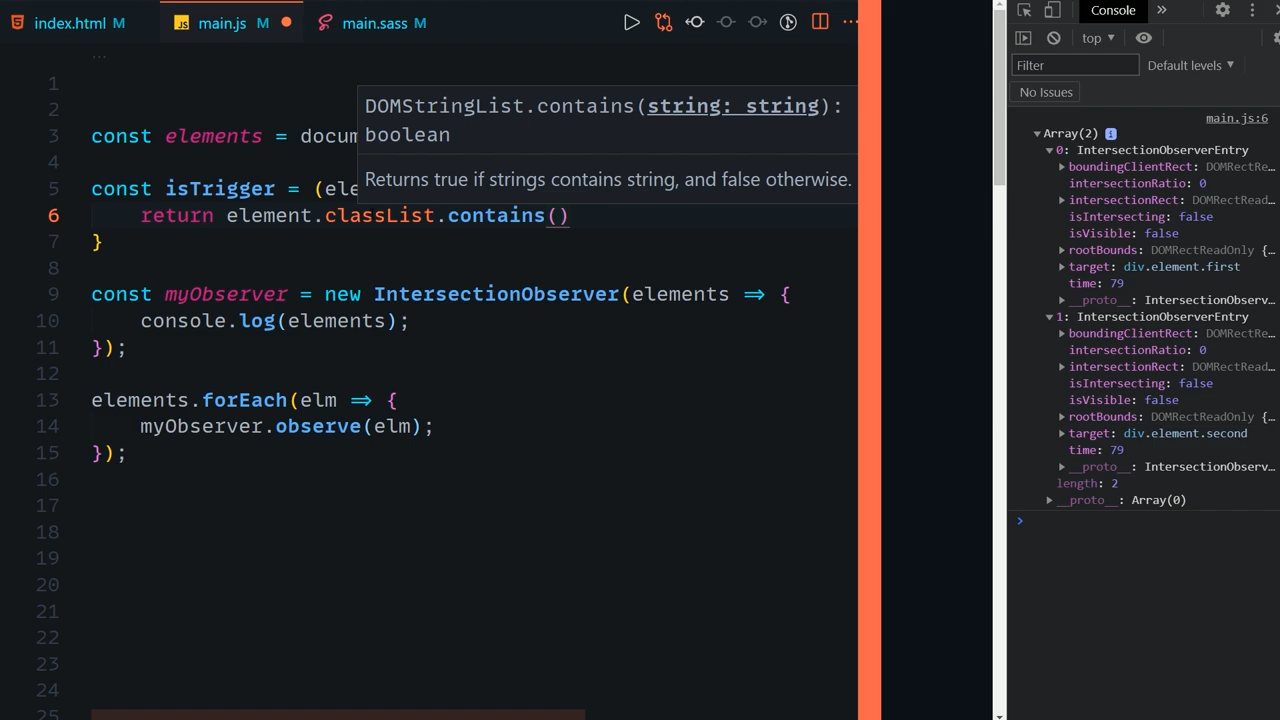 index.html M
main.js M
main.sass M
...
Console
top
Filter
Default levels
No Issues
1
2
3 const elements = docum
4
5 const isTrigger = (ele
6 return element.classList.contains()
7 }
8
9 const myObserver = new IntersectionObserver(elements => {
10 console.log(elements);
11 });
12
13 elements.forEach(elm => {
14 myObserver.observe(elm);
15 });
16
17
18
19
20
21
22
23
24
25
DOMStringList.contains(string: string):
boolean
Returns true if strings contains string, and false otherwise.
main.js:6
Array(2)
0: IntersectionObserverEntry
boundingClientRect: DOMRectRe…
intersectionRatio: 0
intersectionRect: DOMRectRead…
isIntersecting: false
isVisible: false
rootBounds: DOMRectReadOnly {…
target: div.element.first
time: 79
__proto__: IntersectionObserv…
1: IntersectionObserverEntry
boundingClientRect: DOMRectRe…
intersectionRatio: 0
intersectionRect: DOMRectRead…
isIntersecting: false
isVisible: false
rootBounds: DOMRectReadOnly {…
target: div.element.second
time: 79
__proto__: IntersectionObserv…
length: 2
__proto__: Array(0)